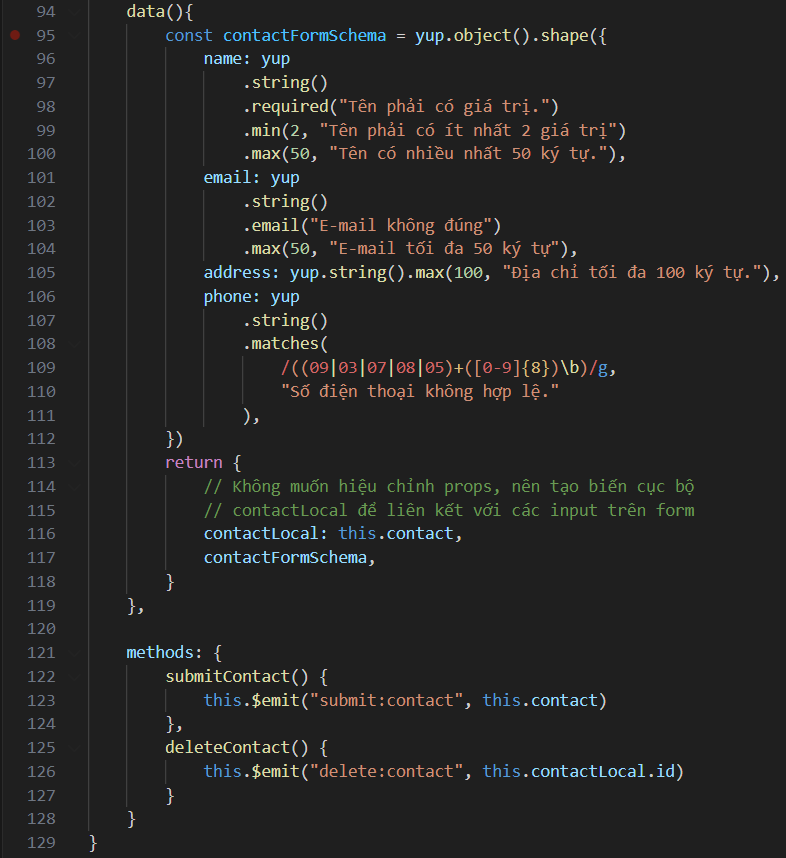 94 data(){
95 const contactFormSchema = yup.object().shape({
96 name: yup
97 .string()
98 .required("Tên phải có giá trị.")
99 .min(2, "Tên phải có ít nhất 2 giá trị")
100 .max(50, "Tên có nhiều nhất 50 ký tự."),
101 email: yup
102 .string()
103 .email("E-mail không đúng")
104 .max(50, "E-mail tối đa 50 ký tự"),
105 address: yup.string().max(100, "Địa chỉ tối đa 100 ký tự."),
106 phone: yup
107 .string()
108 .matches(
109 /((09|03|07|08|05)+([0-9]{8})\b)/g,
110 "Số điện thoại không hợp lệ."
111 ),
112 })
113 return {
114 // Không muốn hiệu chỉnh props, nên tạo biến cục bộ
115 // contactLocal để liên kết với các input trên form
116 contactLocal: this.contact,
117 contactFormSchema,
118 }
119 },
120
121 methods: {
122 submitContact() {
123 this.$emit("submit:contact", this.contact)
124 },
125 deleteContact() {
126 this.$emit("delete:contact", this.contactLocal.id)
127 }
128 }
129 }